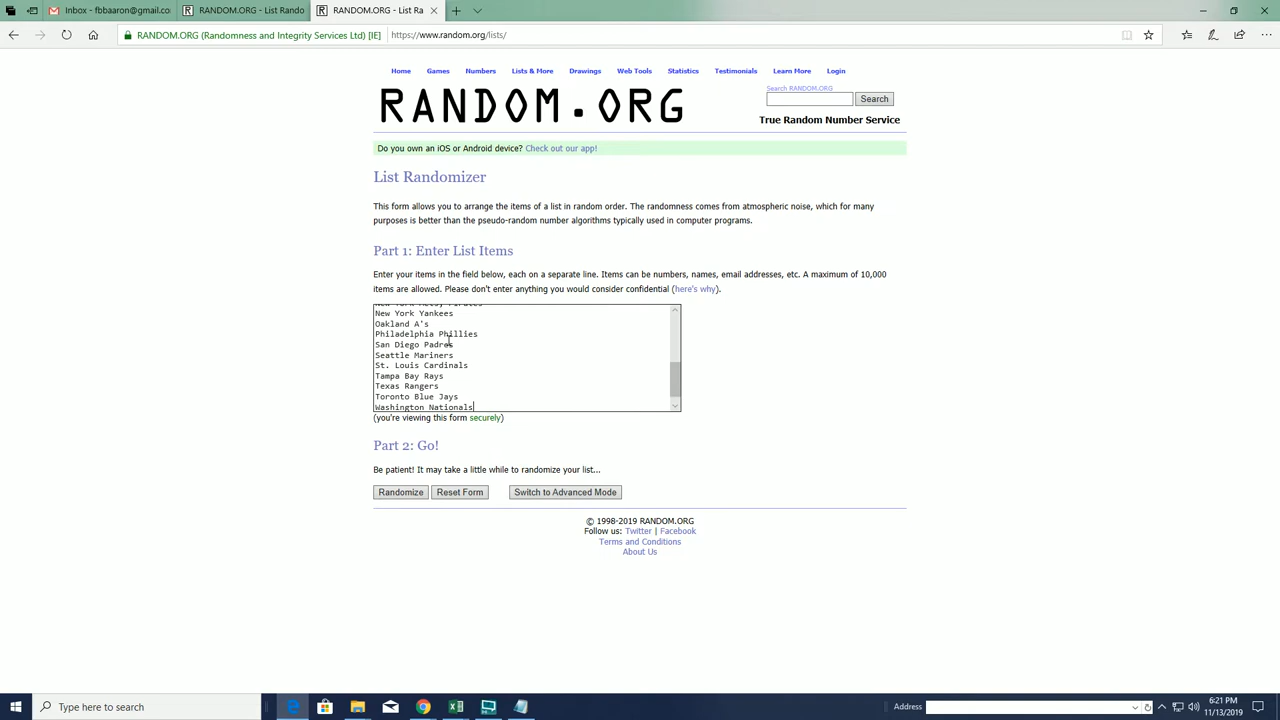 Inbox - fbbaaron@gmail.co
RANDOM.ORG - List Rando
RANDOM.ORG - List Ra
RANDOM.ORG (Randomness and Integrity Services Ltd) [IE]
https://www.random.org/lists/
Home Games Numbers Lists & More Drawings Web Tools Statistics Testimonials Learn More Login
RANDOM.ORG
Search RANDOM.ORG
Search
True Random Number Service
Do you own an iOS or Android device? Check out our app!
List Randomizer
This form allows you to arrange the items of a list in random order. The randomness comes from atmospheric noise, which for many
purposes is better than the pseudo-random number algorithms typically used in computer programs.
Part 1: Enter List Items
Enter your items in the field below, each on a separate line. Items can be numbers, names, email addresses, etc. A maximum of 10,000
items are allowed. Please don't enter anything you would consider confidential (here's why).
New York Yankees
Oakland A's
Philadelphia Phillies
San Diego Padres
Seattle Mariners
St. Louis Cardinals
Tampa Bay Rays
Texas Rangers
Toronto Blue Jays
Washington Nationals
(you're viewing this form securely)
Part 2: Go!
Be patient! It may take a little while to randomize your list...
Randomize Reset Form Switch to Advanced Mode
© 1998-2019 RANDOM.ORG
Follow us: Twitter | Facebook
Terms and Conditions
About Us
Type here to search
Address
6:21 PM
11/13/2019